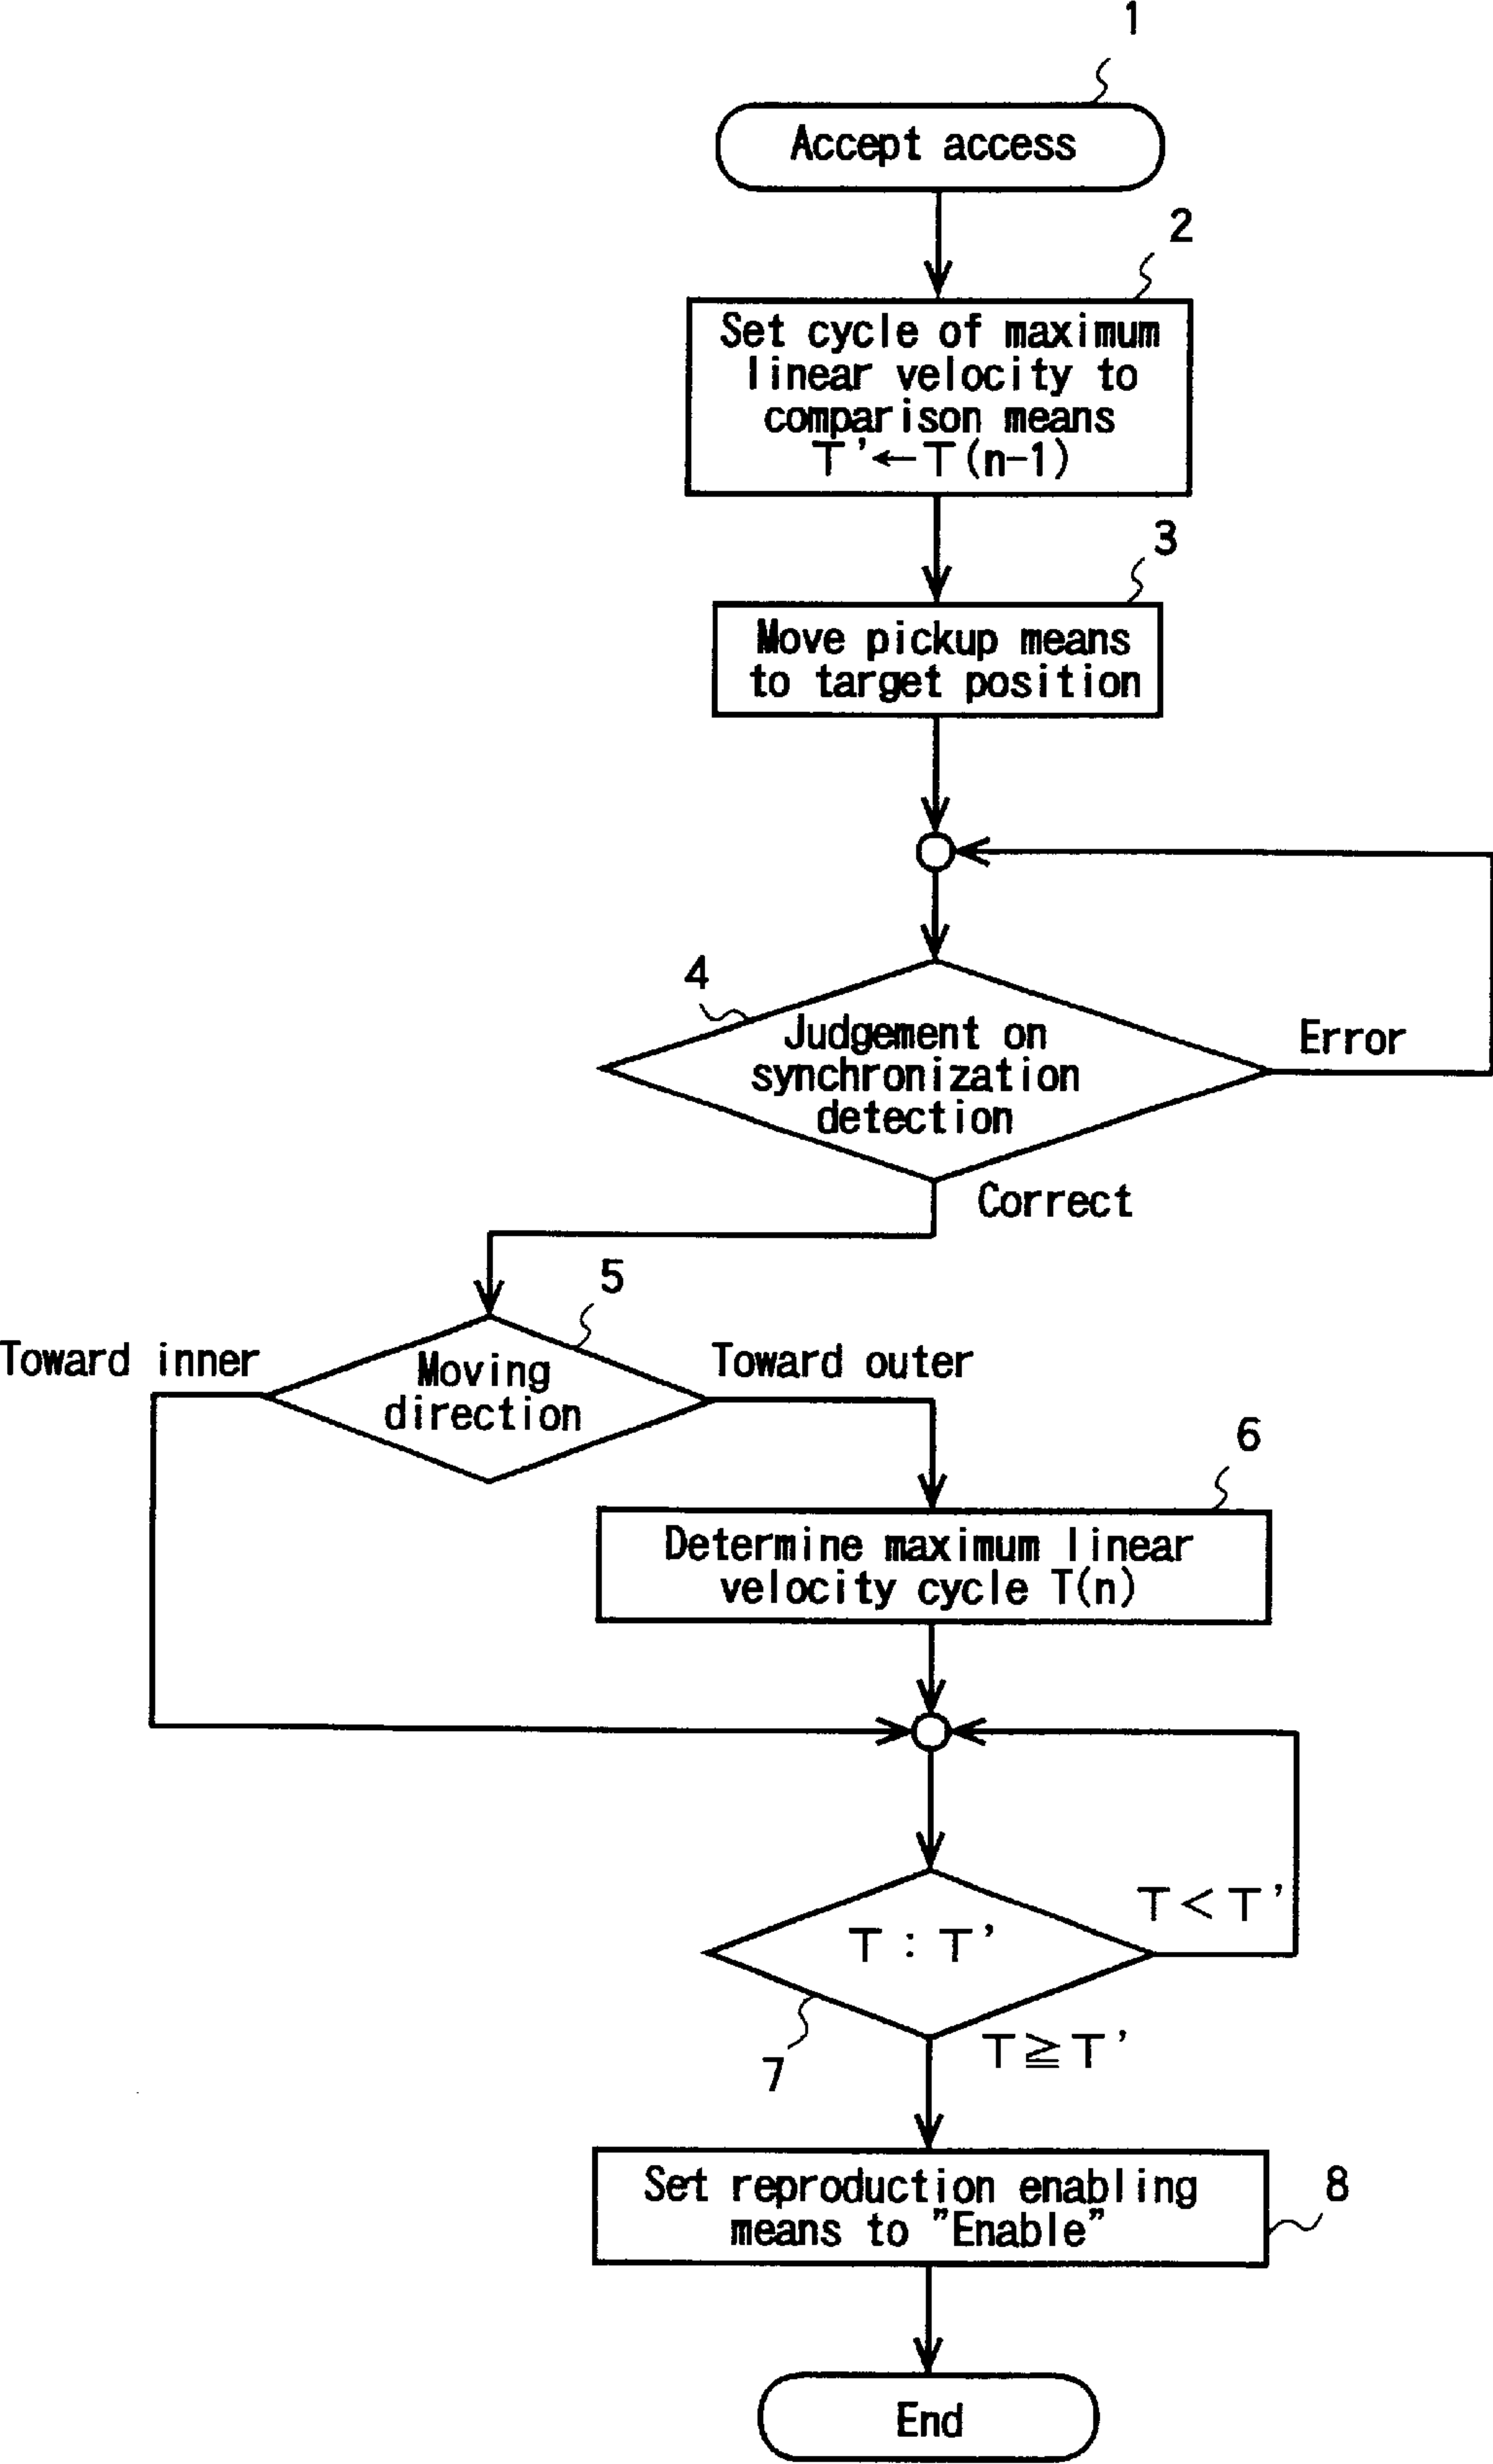 1
Accept access
2
Set cycle of maximum
linear velocity to
comparison means
T'←T(n-1)
3
Move pickup means
to target position
4
Judgement on
synchronization
detection
Error
Correct
5
Toward inner
Moving
direction
Toward outer
6
Determine maximum linear
velocity cycle T(n)
T<T'
T:T'
7
T≧T'
Set reproduction enabling
means to "Enable"
8
End